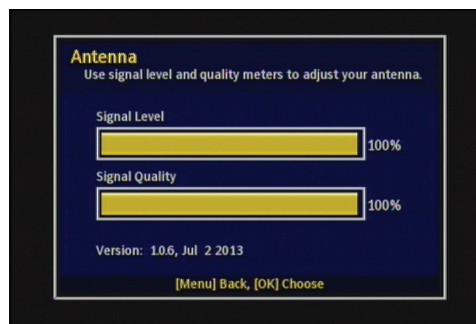 Antenna
Use signal level and quality meters to adjust your antenna.
Signal Level
100%
Signal Quality
100%
Version: 1.0.6, Jul 2 2013
[Menu] Back, [OK] Choose